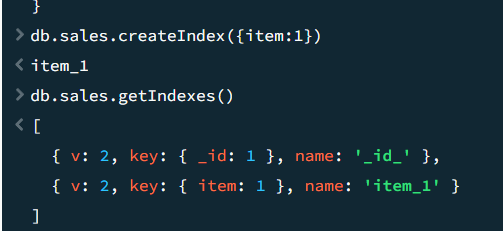 }
> db.sales.createIndex({item:1})
< item_1
> db.sales.getIndexes()
< [
{ v: 2, key: { _id: 1 }, name: '_id_' },
{ v: 2, key: { item: 1 }, name: 'item_1' }
]